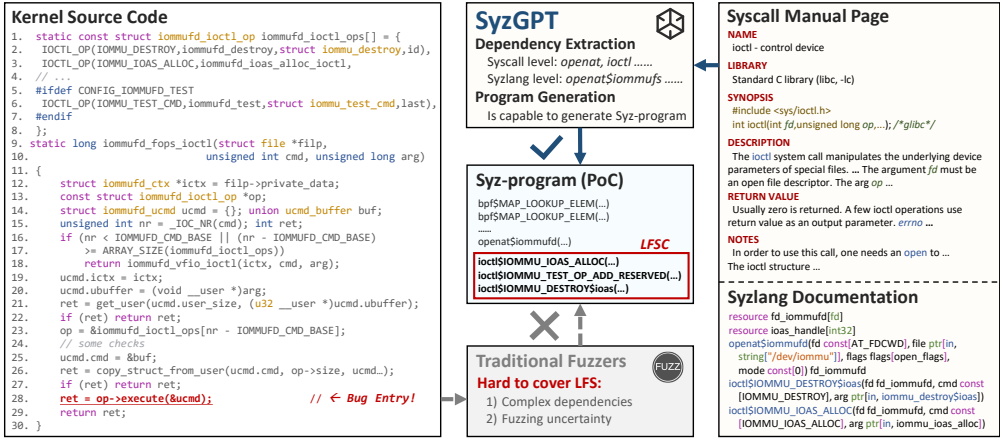 Kernel Source Code
1. static const struct iommufd_ioctl_op iommufd_ioctl_ops[] = {
2. IOCTL_OP(IOMMU_DESTROY,iommufd_destroy,struct iommu_destroy,id),
3. IOCTL_OP(IOMMU_IOAS_ALLOC,iommufd_ioas_alloc_ioctl,
4. // ...
5. #ifdef CONFIG_IOMMUFD_TEST
6. IOCTL_OP(IOMMU_TEST_CMD,iommufd_test,struct iommu_test_cmd,last),
7. #endif
8. };
9. static long iommufd_fops_ioctl(struct file *filp,
10. unsigned int cmd, unsigned long arg)
11. {
12. struct iommufd_ctx *ictx = filp->private_data;
13. const struct iommufd_ioctl_op *op;
14. struct iommufd_ucmd ucmd = {}; union ucmd_buffer buf;
15. unsigned int nr = _IOC_NR(cmd); int ret;
16. if (nr < IOMMUFD_CMD_BASE || (nr - IOMMUFD_CMD_BASE)
17. >= ARRAY_SIZE(iommufd_ioctl_ops))
18. return iommufd_vfio_ioctl(ictx, cmd, arg);
19. ucmd.ictx = ictx;
20. ucmd.ubuffer = (void __user *)arg;
21. ret = get_user(ucmd.user_size, (u32 __user *)ucmd.ubuffer);
22. if (ret) return ret;
23. op = &iommufd_ioctl_ops[nr - IOMMUFD_CMD_BASE];
24. // some checks
25. ucmd.cmd = &buf;
26. ret = copy_struct_from_user(ucmd.cmd, op->size, ucmd…);
27. if (ret) return ret;
28. ret = op->execute(&ucmd); // ← Bug Entry!
29. return ret;
30. }
SyzGPT
Dependency Extraction
Syscall level: openat, ioctl ……
Syzlang level: openat$iommufs ……
Program Generation
Is capable to generate Syz-program
Syz-program (PoC)
bpf$MAP_LOOKUP_ELEM(…)
bpf$MAP_LOOKUP_ELEM(…)
……
openat$iommufd(…)
LFSC
ioctl$IOMMU_IOAS_ALLOC(…)
ioctl$IOMMU_TEST_OP_ADD_RESERVED(…)
ioctl$IOMMU_DESTROY$ioas(…)
Traditional Fuzzers
FUZZ
Hard to cover LFS:
1) Complex dependencies
2) Fuzzing uncertainty
Syscall Manual Page
NAME
ioctl - control device
LIBRARY
Standard C library (libc, -lc)
SYNOPSIS
#include <sys/ioctl.h>
int ioctl(int fd,unsigned long op,...); /*glibc*/
DESCRIPTION
The ioctl system call manipulates the underlying device
parameters of special files. ... The argument fd must be
an open file descriptor. The arg op ...
RETURN VALUE
Usually zero is returned. A few ioctl operations use
return value as an output parameter. errno ...
NOTES
In order to use this call, one needs an open to ...
The ioctl structure ...
Syzlang Documentation
resource fd_iommufd[fd]
resource ioas_handle[int32]
openat$iommufd(fd const[AT_FDCWD], file ptr[in,
string["/dev/iommu"]], flags flags[open_flags],
mode const[0]) fd_iommufd
ioctl$IOMMU_DESTROY$ioas(fd fd_iommufd, cmd const
[IOMMU_DESTROY], arg ptr[in, iommu_destroy$ioas])
ioctl$IOMMU_IOAS_ALLOC(fd fd_iommufd, cmd const
[IOMMU_IOAS_ALLOC], arg ptr[in, iommu_ioas_alloc])